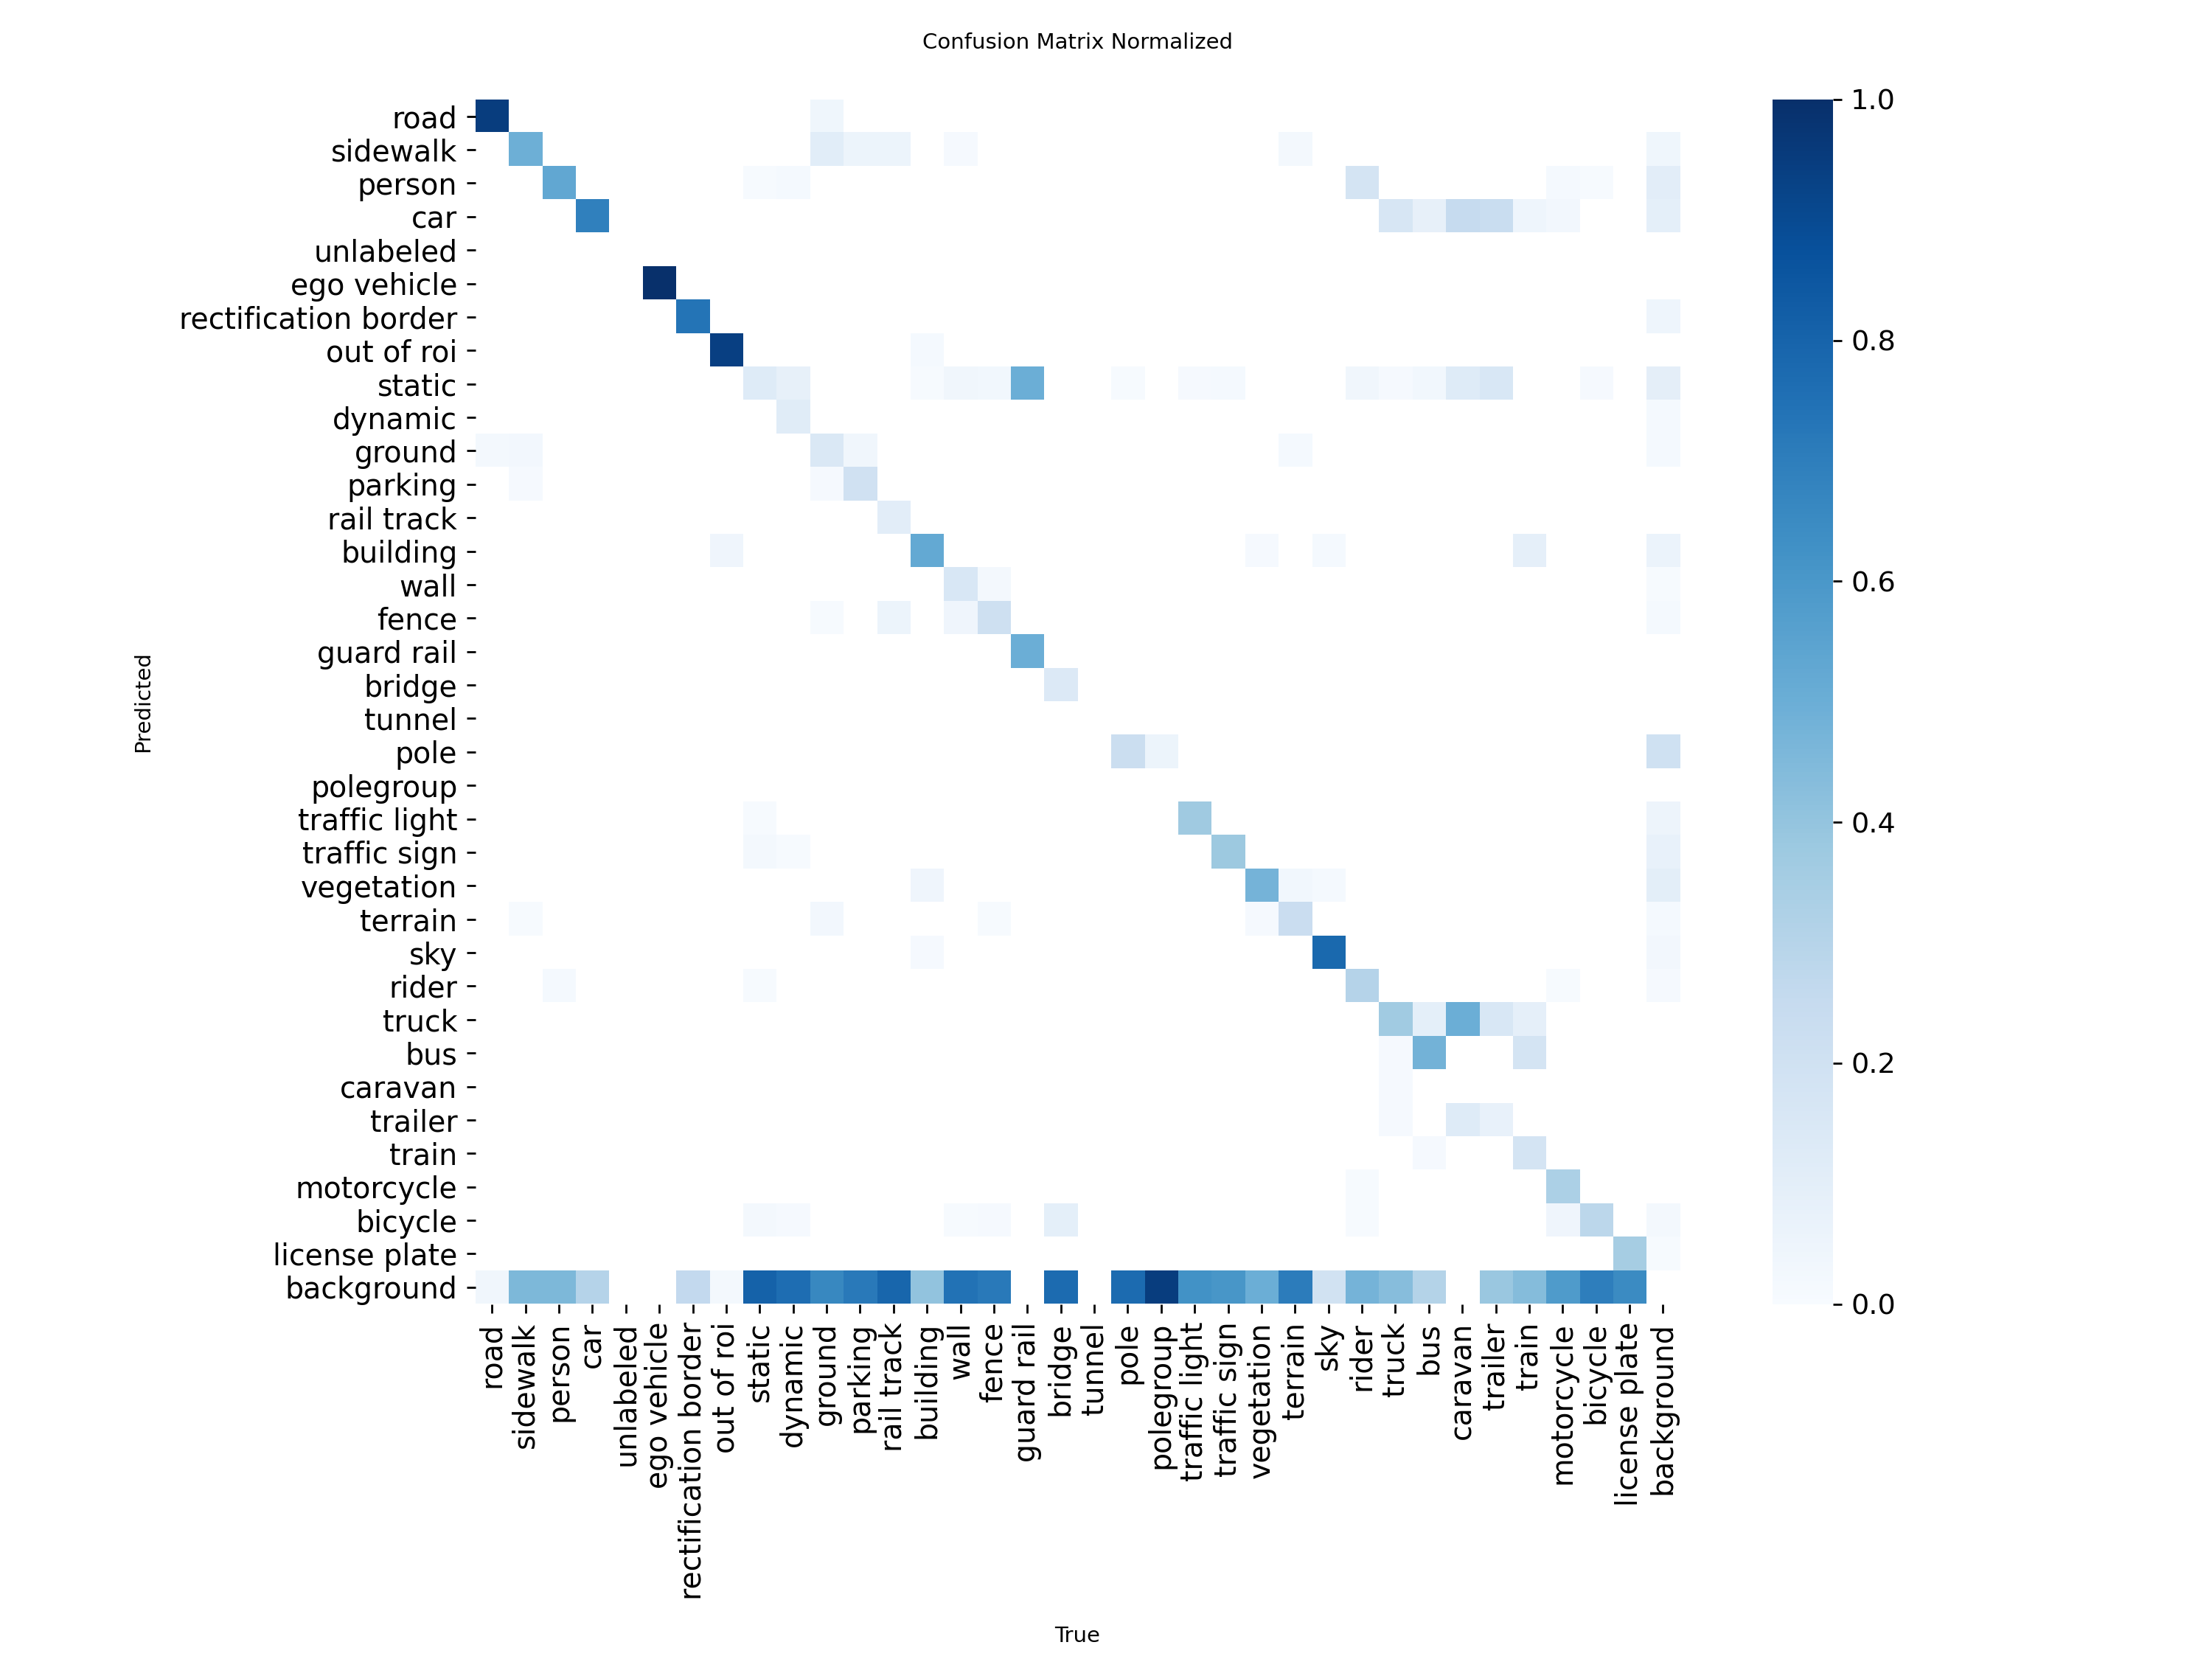 Confusion Matrix Normalized
road
sidewalk
person
car
unlabeled
ego vehicle
rectification border
out of roi
static
dynamic
ground
parking
rail track
building
wall
fence
guard rail
bridge
tunnel
pole
polegroup
traffic light
traffic sign
vegetation
terrain
sky
rider
truck
bus
caravan
trailer
train
motorcycle
bicycle
license plate
background
Predicted
road
sidewalk
person
car
unlabeled
ego vehicle
rectification border
out of roi
static
dynamic
ground
parking
rail track
building
wall
fence
guard rail
bridge
tunnel
pole
polegroup
traffic light
traffic sign
vegetation
terrain
sky
rider
truck
bus
caravan
trailer
train
motorcycle
bicycle
license plate
background
True
1.0
0.8
0.6
0.4
0.2
0.0